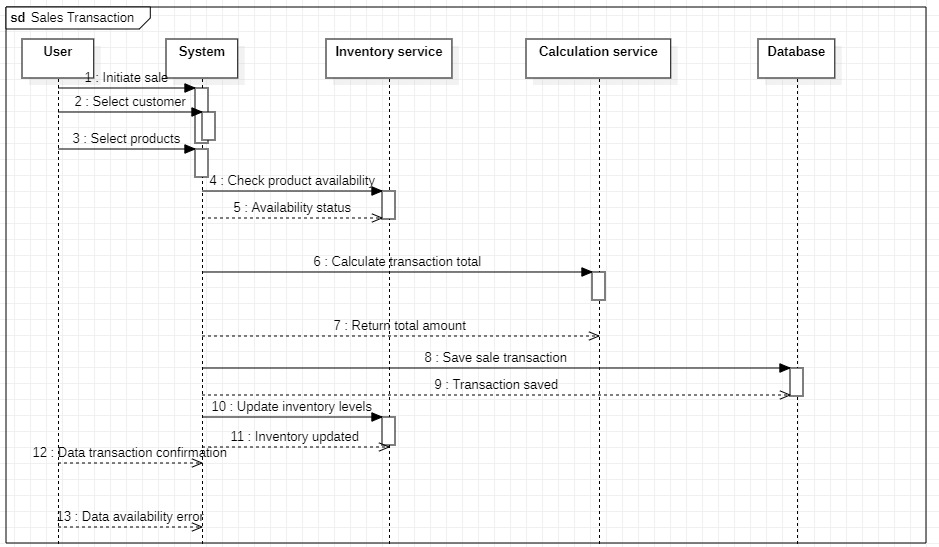 sd Sales Transaction
User
System
Inventory service
Calculation service
Database
1 : Initiate sale
2 : Select customer
3 : Select products
4 : Check product availability
5 : Availability status
6 : Calculate transaction total
7 : Return total amount
8 : Save sale transaction
9 : Transaction saved
10 : Update inventory levels
11 : Inventory updated
12 : Data transaction confirmation
13 : Data availability error